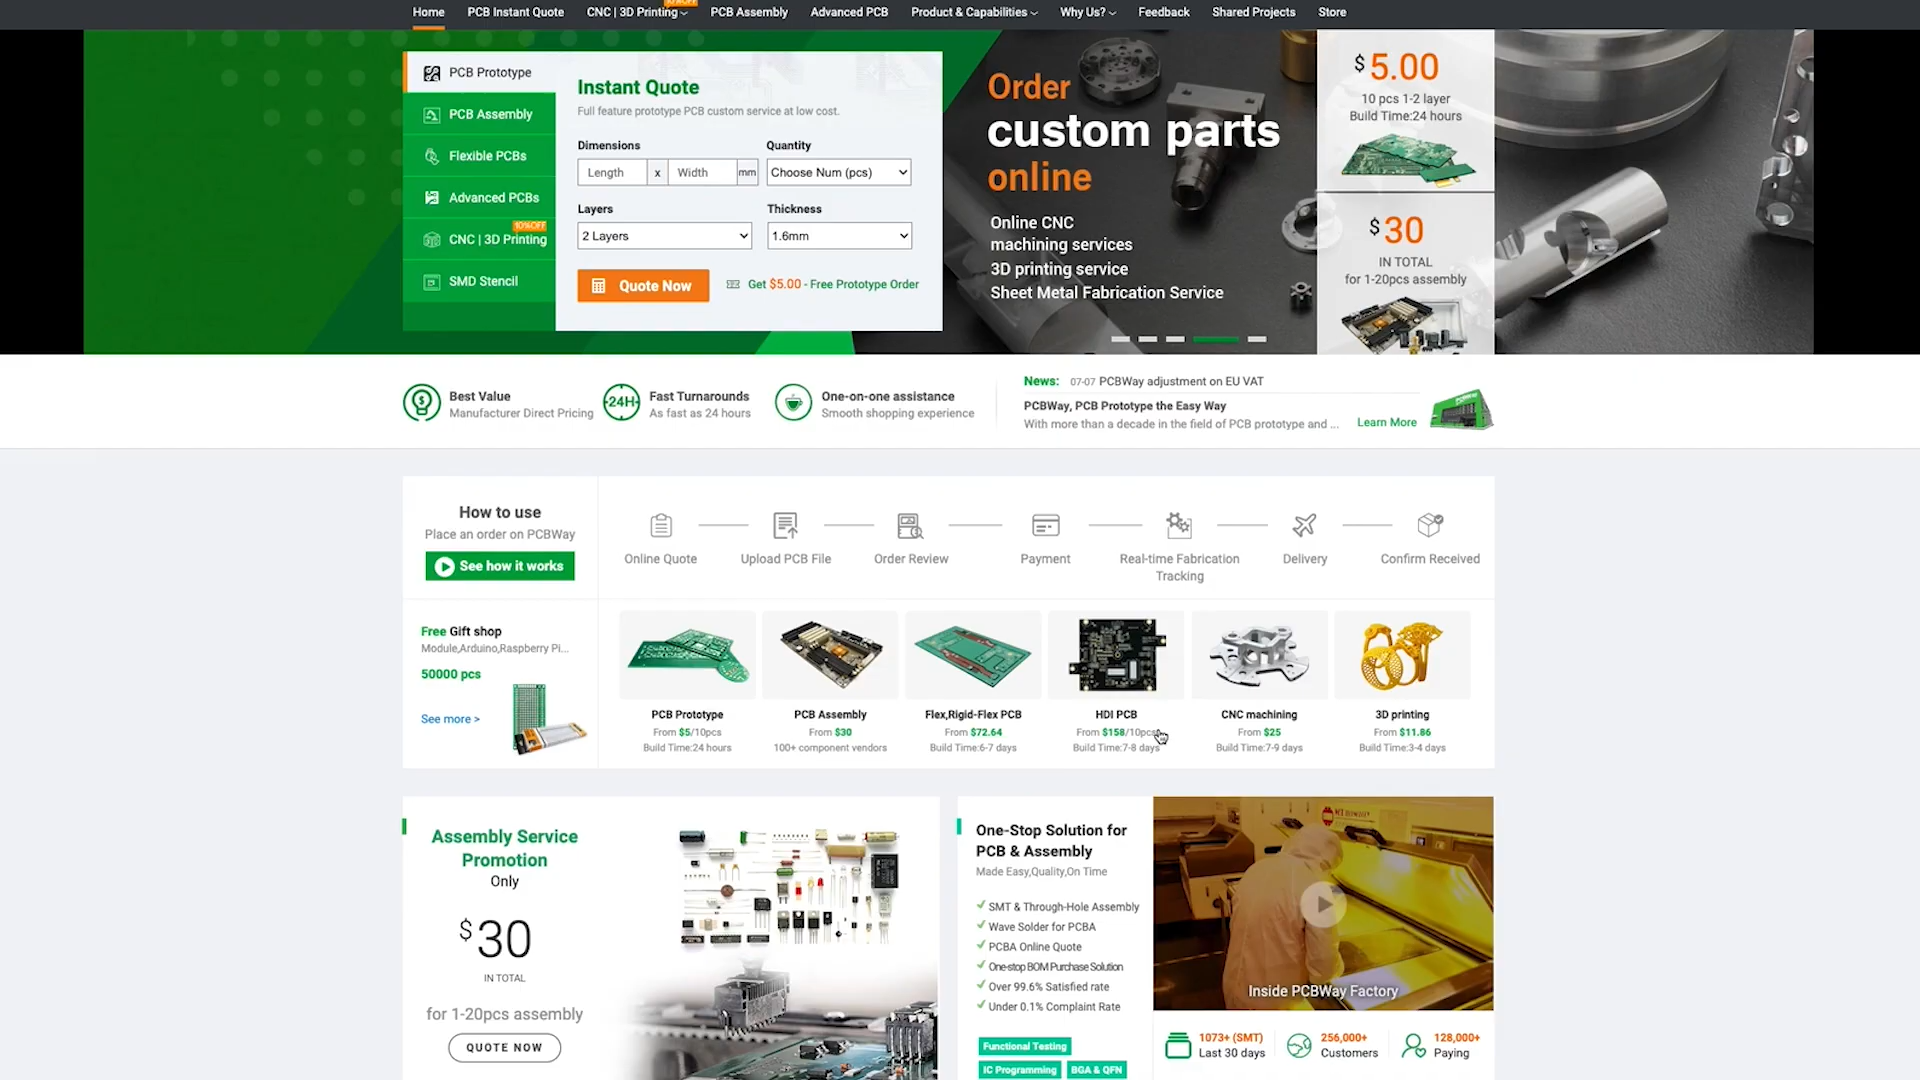 Home PCB Instant Quote CNC | 3D Printing PCB Assembly Advanced PCB Product & Capabilities Why Us? Feedback Shared Projects Store
PCB Prototype
PCB Assembly
Flexible PCBs
Advanced PCBs
10%OFF
CNC | 3D Printing
SMD Stencil
Instant Quote
Full feature prototype PCB custom service at low cost.
Dimensions Quantity
Length x Width mm Choose Num (pcs)
Layers Thickness
2 Layers 1.6mm
Quote Now Get $5.00 - Free Prototype Order
Order
custom parts
online
Online CNC
machining services
3D printing service
Sheet Metal Fabrication Service
$5.00
10 pcs 1-2 layer
Build Time:24 hours
$30
IN TOTAL
for 1-20pcs assembly
Best Value
Manufacturer Direct Pricing
24H
Fast Turnarounds
As fast as 24 hours
One-on-one assistance
Smooth shopping experience
News: 07-07 PCBWay adjustment on EU VAT
PCBWay, PCB Prototype the Easy Way
With more than a decade in the field of PCB prototype and ... Learn More
How to use
Place an order on PCBWay
See how it works
Online Quote
Upload PCB File
Order Review
Payment
Real-time Fabrication
Tracking
Delivery
Confirm Received
Free Gift shop
Module,Arduino,Raspberry Pi...
50000 pcs
See more >
PCB Prototype
From $5/10pcs
Build Time:24 hours
PCB Assembly
From $30
100+ component vendors
Flex,Rigid-Flex PCB
From $72.64
Build Time:6-7 days
HDI PCB
From $158/10pcs
Build Time:7-8 days
CNC machining
From $25
Build Time:7-9 days
3D printing
From $11.86
Build Time:3-4 days
Assembly Service
Promotion
Only
$30
IN TOTAL
for 1-20pcs assembly
QUOTE NOW
One-Stop Solution for
PCB & Assembly
Made Easy,Quality,On Time
SMT & Through-Hole Assembly
Wave Solder for PCBA
PCBA Online Quote
One-stop BOM Purchase Solution
Over 99.6% Satisfied rate
Under 0.1% Complaint Rate
Functional Testing
IC Programming BGA & QFN
Inside PCBWay Factory
1073+ (SMT)
Last 30 days
256,000+
Customers
128,000+
Paying